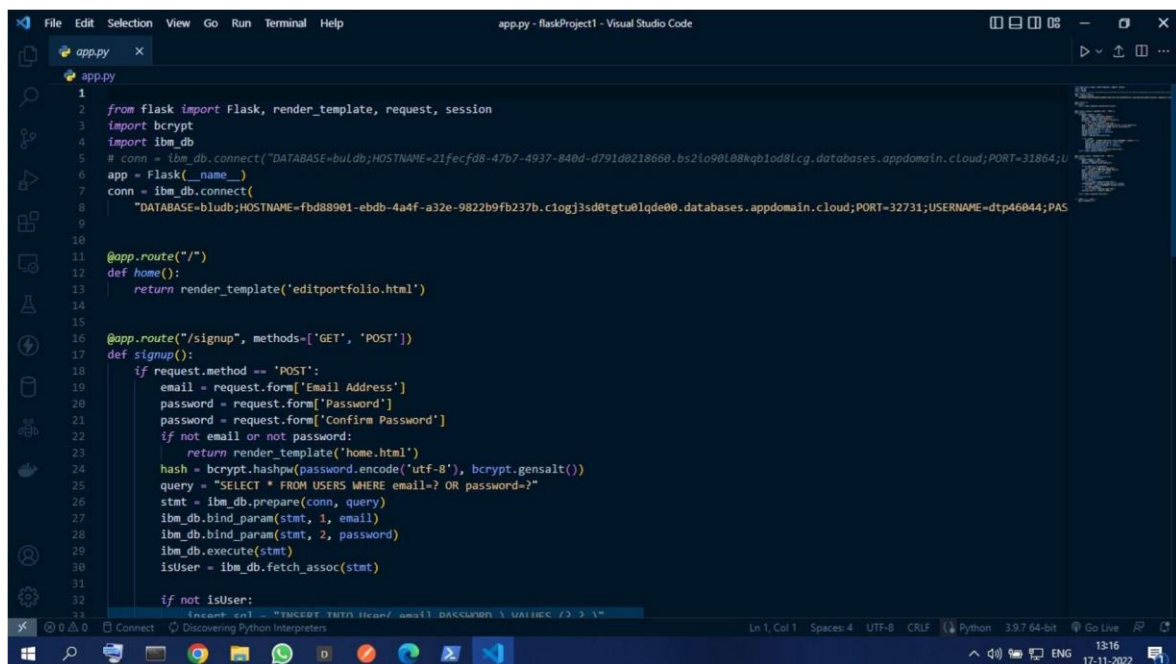 File Edit Selection View Go Run Terminal Help app.py - flaskProject1 - Visual Studio Code
app.py
app.py
1
2 from flask import Flask, render_template, request, session
3 import bcrypt
4 import ibm_db
5 # conn = ibm_db.connect("DATABASE=buldb;HOSTNAME=21fecfd8-47b7-4937-840d-d791d0218660.bs2io90l08kqb1od8lcg.databases.appdomain.cloud;PORT=31864;U
6 app = Flask(__name__)
7 conn = ibm_db.connect(
8 "DATABASE=bludb;HOSTNAME=fbd88901-ebdb-4a4f-a32e-9822b9fb237b.c1ogj3sd0tgtu0lqde00.databases.appdomain.cloud;PORT=32731;USERNAME=dtp46044;PAS
9
10
11 @app.route("/")
12 def home():
13 return render_template('editportfolio.html')
14
15
16 @app.route("/signup", methods=['GET', 'POST'])
17 def signup():
18 if request.method == 'POST':
19 email = request.form['Email Address']
20 password = request.form['Password']
21 password = request.form['Confirm Password']
22 if not email or not password:
23 return render_template('home.html')
24 hash = bcrypt.hashpw(password.encode('utf-8'), bcrypt.gensalt())
25 query = "SELECT * FROM USERS WHERE email=? OR password=?"
26 stmt = ibm_db.prepare(conn, query)
27 ibm_db.bind_param(stmt, 1, email)
28 ibm_db.bind_param(stmt, 2, password)
29 ibm_db.execute(stmt)
30 isUser = ibm_db.fetch_assoc(stmt)
31
32 if not isUser:
33 insert_sql = "INSERT INTO User( email,PASSWORD ) VALUES (?,?,)"
0 0 Connect Discovering Python Interpreters Ln 1, Col 1 Spaces: 4 UTF-8 CRLF Python 3.9.7 64-bit Go Live
ENG 13:16
17-11-2022